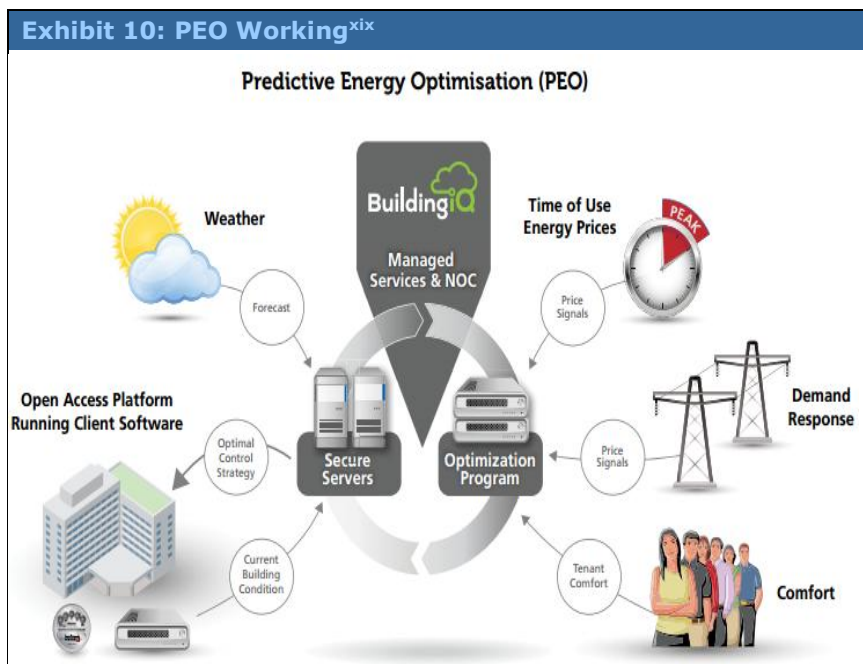 Exhibit 10: PEO Workingxix
Predictive Energy Optimisation (PEO)
BuildingIQ
Managed
Services & NOC
Weather
Forecast
Time of Use
Energy Prices
PEAK
Price
Signals
Open Access Platform
Running Client Software
Optimal
Control
Strategy
Secure
Servers
Optimization
Program
Price
Signals
Demand
Response
Current
Building
Condition
Tenant
Comfort
Comfort